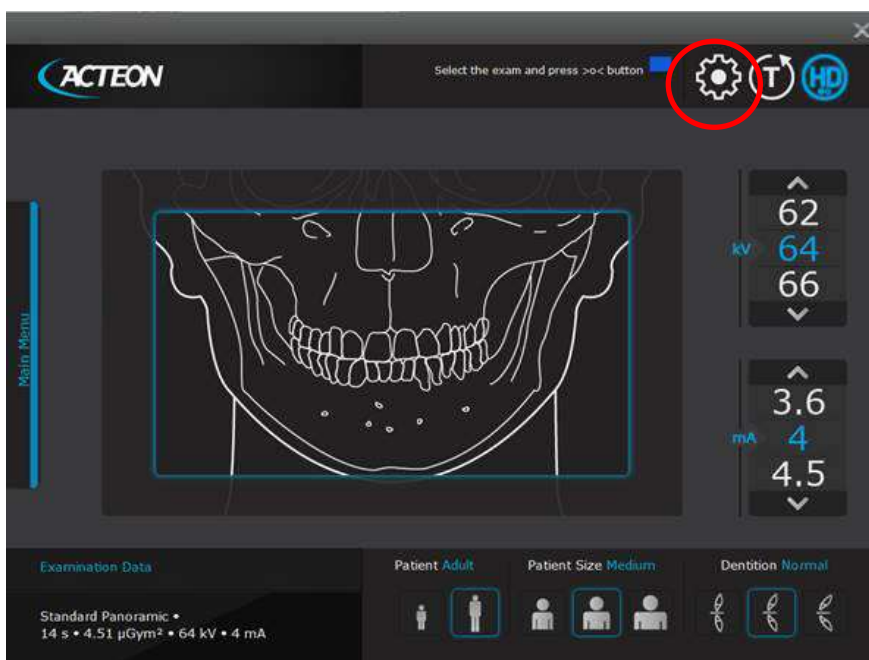 ACTEON
Select the exam and press >o< button
T
HD
Main Menu
62
kV 64
66
3.6
mA 4
4.5
Examination Data
Patient Adult
Patient Size Medium
Dentition Normal
Standard Panoramic •
14 s • 4.51 µGym² • 64 kV • 4 mA